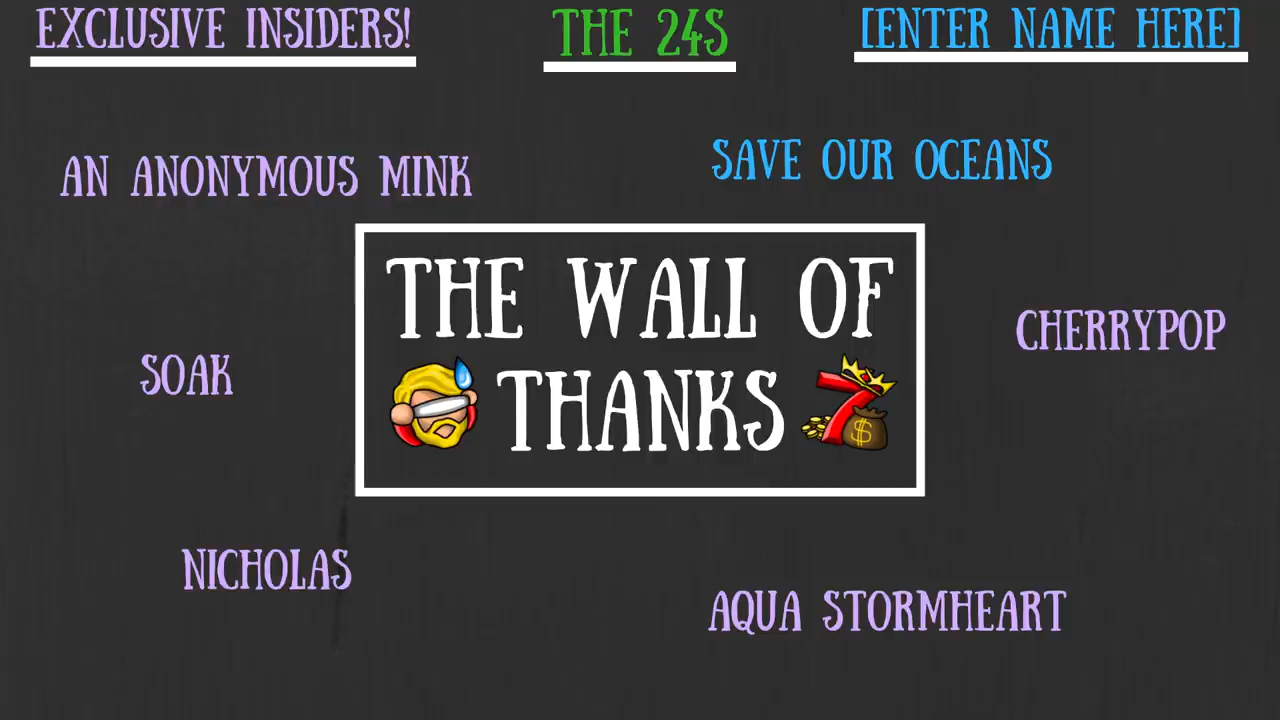 EXCLUSIVE INSIDERS!
THE 24S
[ENTER NAME HERE]
AN ANONYMOUS MINK
SAVE OUR OCEANS
THE WALL OF
THANKS
7
$
CHERRYPOP
SOAK
NICHOLAS
AQUA STORMHEART